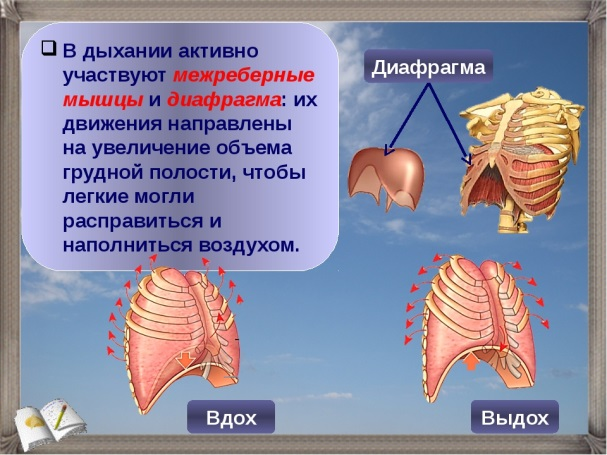 В дыхании активно
участвуют межреберные
мышцы и диафрагма: их
движения направлены
на увеличение объема
грудной полости, чтобы
легкие могли
расправиться и
наполниться воздухом.
Диафрагма
Вдох
Выдох